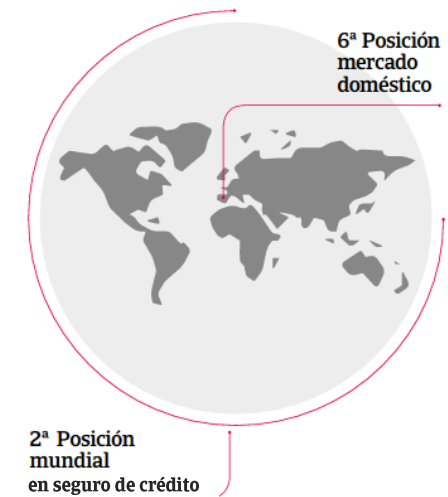 6ª Posición
mercado
doméstico
2ª Posición
mundial
en seguro de crédito